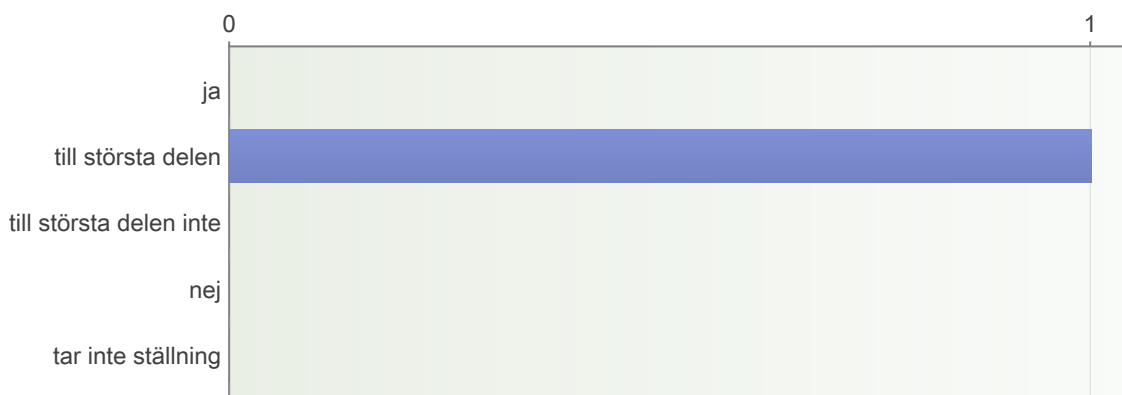 0 1
ja
till största delen
till största delen inte
nej
tar inte ställning